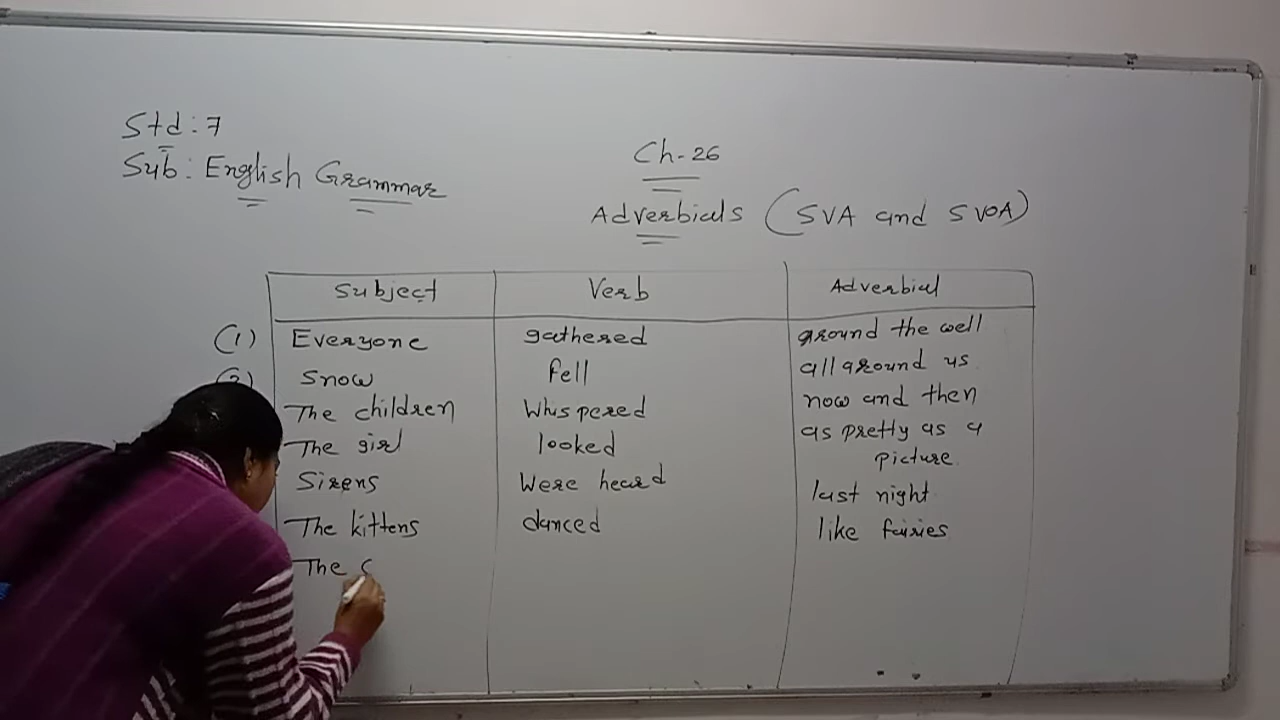 Std: 7
Sub: English Grammar
Ch-26
Adverbials (SVA and SVOA)
Subject Verb Adverbial
(1) Everyone gathered around the well
(2) Snow fell all around us
The children whispered now and then
The girl looked as pretty as a
picture.
Sirens were heard last night
The kittens danced like fairies
The